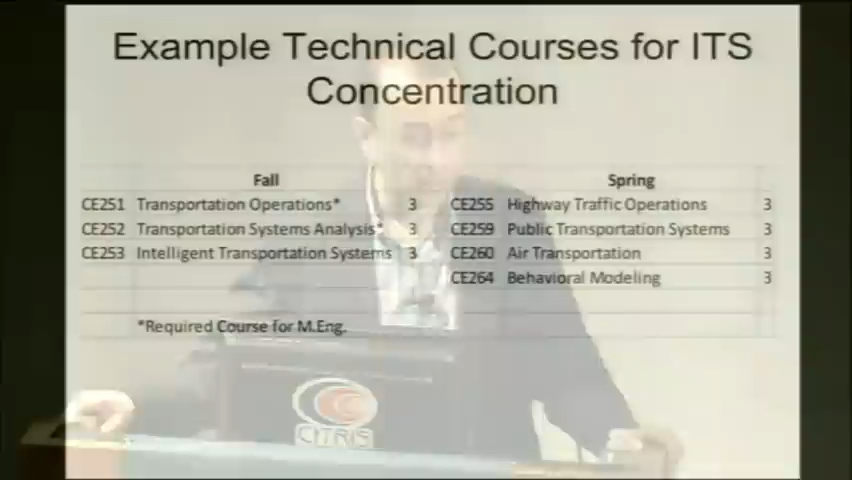 Example Technical Courses for ITS
Concentration
Fall Spring
CE251 Transportation Operations* 3 CE255 Highway Traffic Operations 3
CE252 Transportation Systems Analysis* 3 CE259 Public Transportation Systems 3
CE253 Intelligent Transportation Systems 3 CE260 Air Transportation 3
CE264 Behavioral Modeling 3
*Required Course for M.Eng.
CITRIS